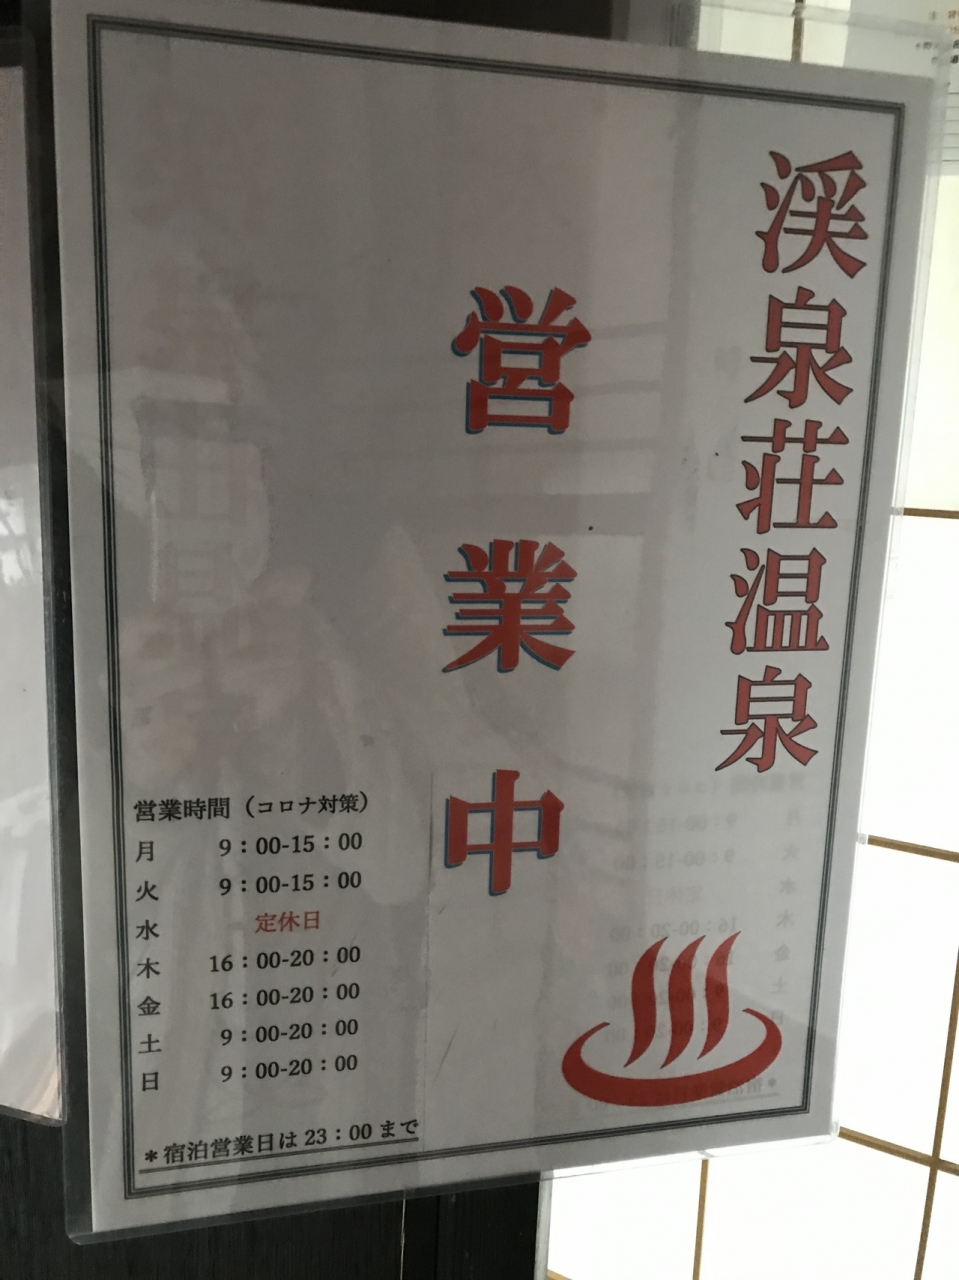 渓泉荘温泉
営業中
営業時間（コロナ対策）
月 9：00-15：00
火 9：00-15：00
水 定休日
木 16：00-20：00
金 16：00-20：00
土 9：00-20：00
日 9：00-20：00
＊宿泊営業日は23：00まで